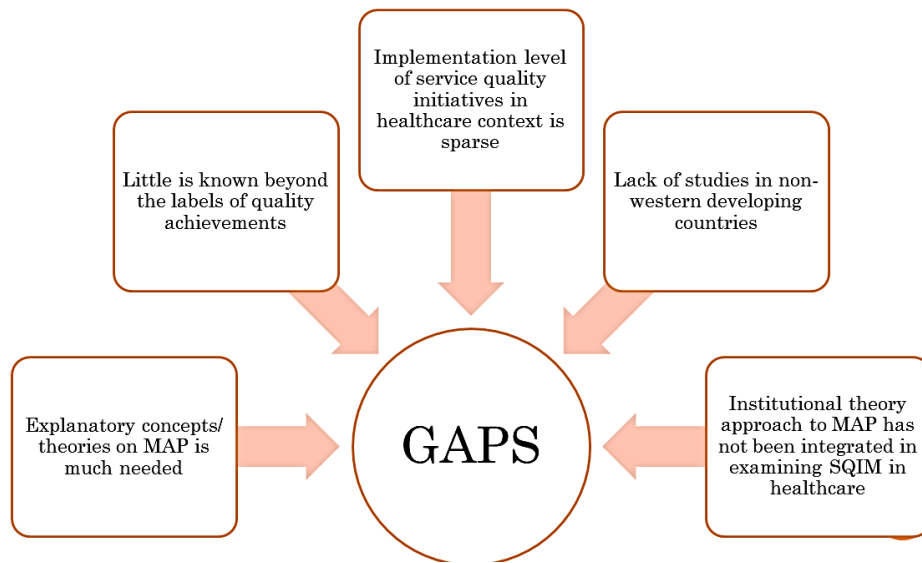 Implementation level
of service quality
initiatives in
healthcare context is
sparse
Little is known beyond
the labels of quality
achievements
Lack of studies in non-
western developing
countries
Explanatory concepts/
theories on MAP is
much needed
GAPS
Institutional theory
approach to MAP has
not been integrated in
examining SQIM in
healthcare